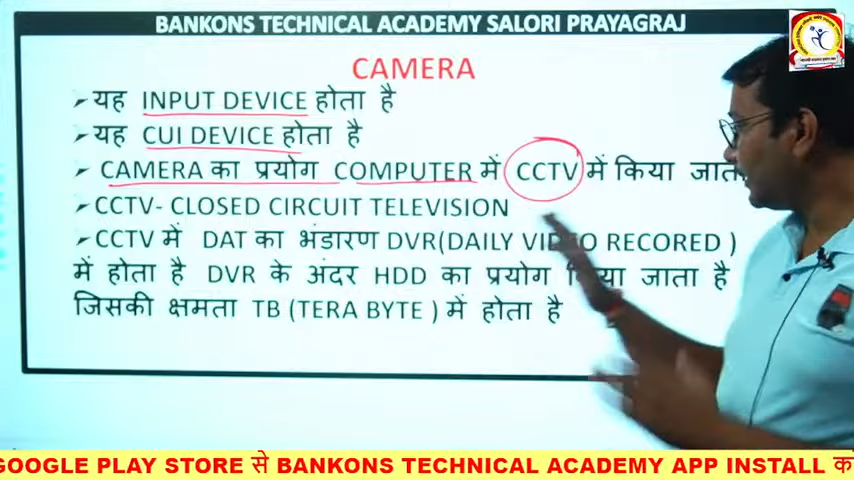 BANKONS TECHNICAL ACADEMY SALORI PRAYAGRAJ
CAMERA
➤यह INPUT DEVICE होता है
➤यह CUI DEVICE होता है
➤ CAMERA का प्रयोग COMPUTER में CCTV में किया जात
➤CCTV- CLOSED CIRCUIT TELEVISION
➤CCTV में DAT का भंडारण DVR(DAILY VIDEO RECORED )
में होता है DVR के अंदर HDD का प्रयोग किया जाता है
जिसकी क्षमता TB (TERA BYTE ) में होता है
GOOGLE PLAY STORE से BANKONS TECHNICAL ACADEMY APP INSTALL क